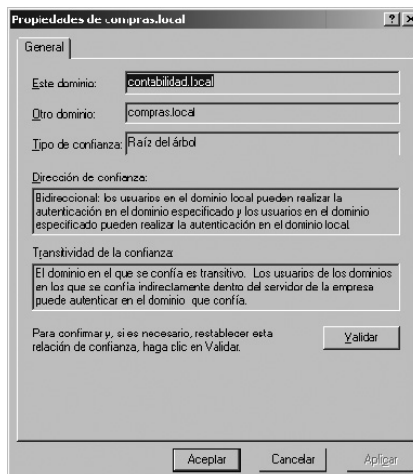 Propiedades de compras.local
General
Este dominio: contabilidad.local
Otro dominio: compras.local
Tipo de confianza: Raíz del árbol
Dirección de confianza:
Bidireccional: los usuarios en el dominio local pueden realizar la
autenticación en el dominio especificado y los usuarios en el dominio
especificado pueden realizar la autenticación en el dominio local.
Transitividad de la confianza:
El dominio en el que se confía es transitivo. Los usuarios de los dominios
en los que se confía indirectamente dentro del servidor de la empresa
puede autenticar en el dominio que confía.
Para confirmar y, si es necesario, restablecer esta
relación de confianza, haga clic en Validar.
Validar
Aceptar Cancelar Aplicar